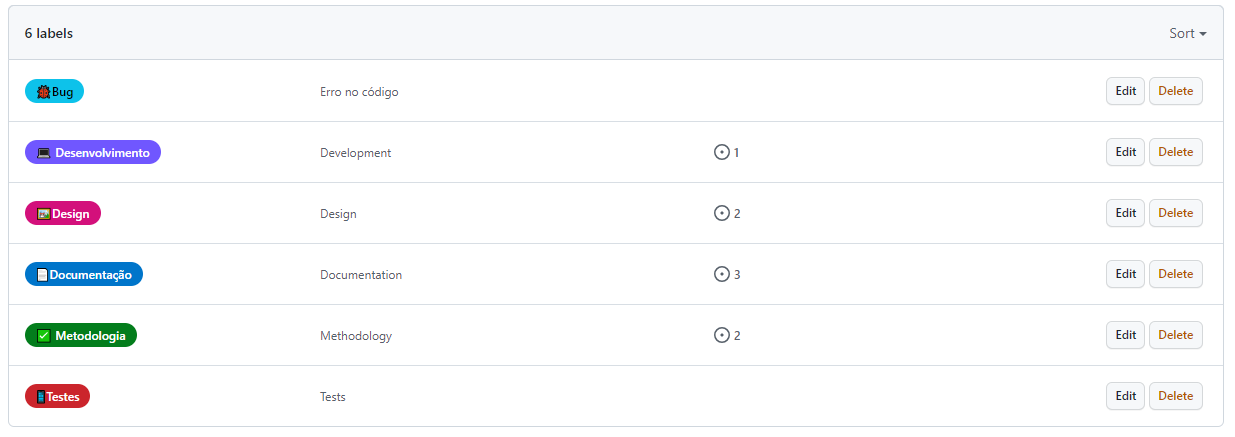 6 labels Sort
Bug Erro no código Edit Delete
Desenvolvimento Development 1 Edit Delete
Design Design 2 Edit Delete
Documentação Documentation 3 Edit Delete
Metodologia Methodology 2 Edit Delete
Testes Tests Edit Delete